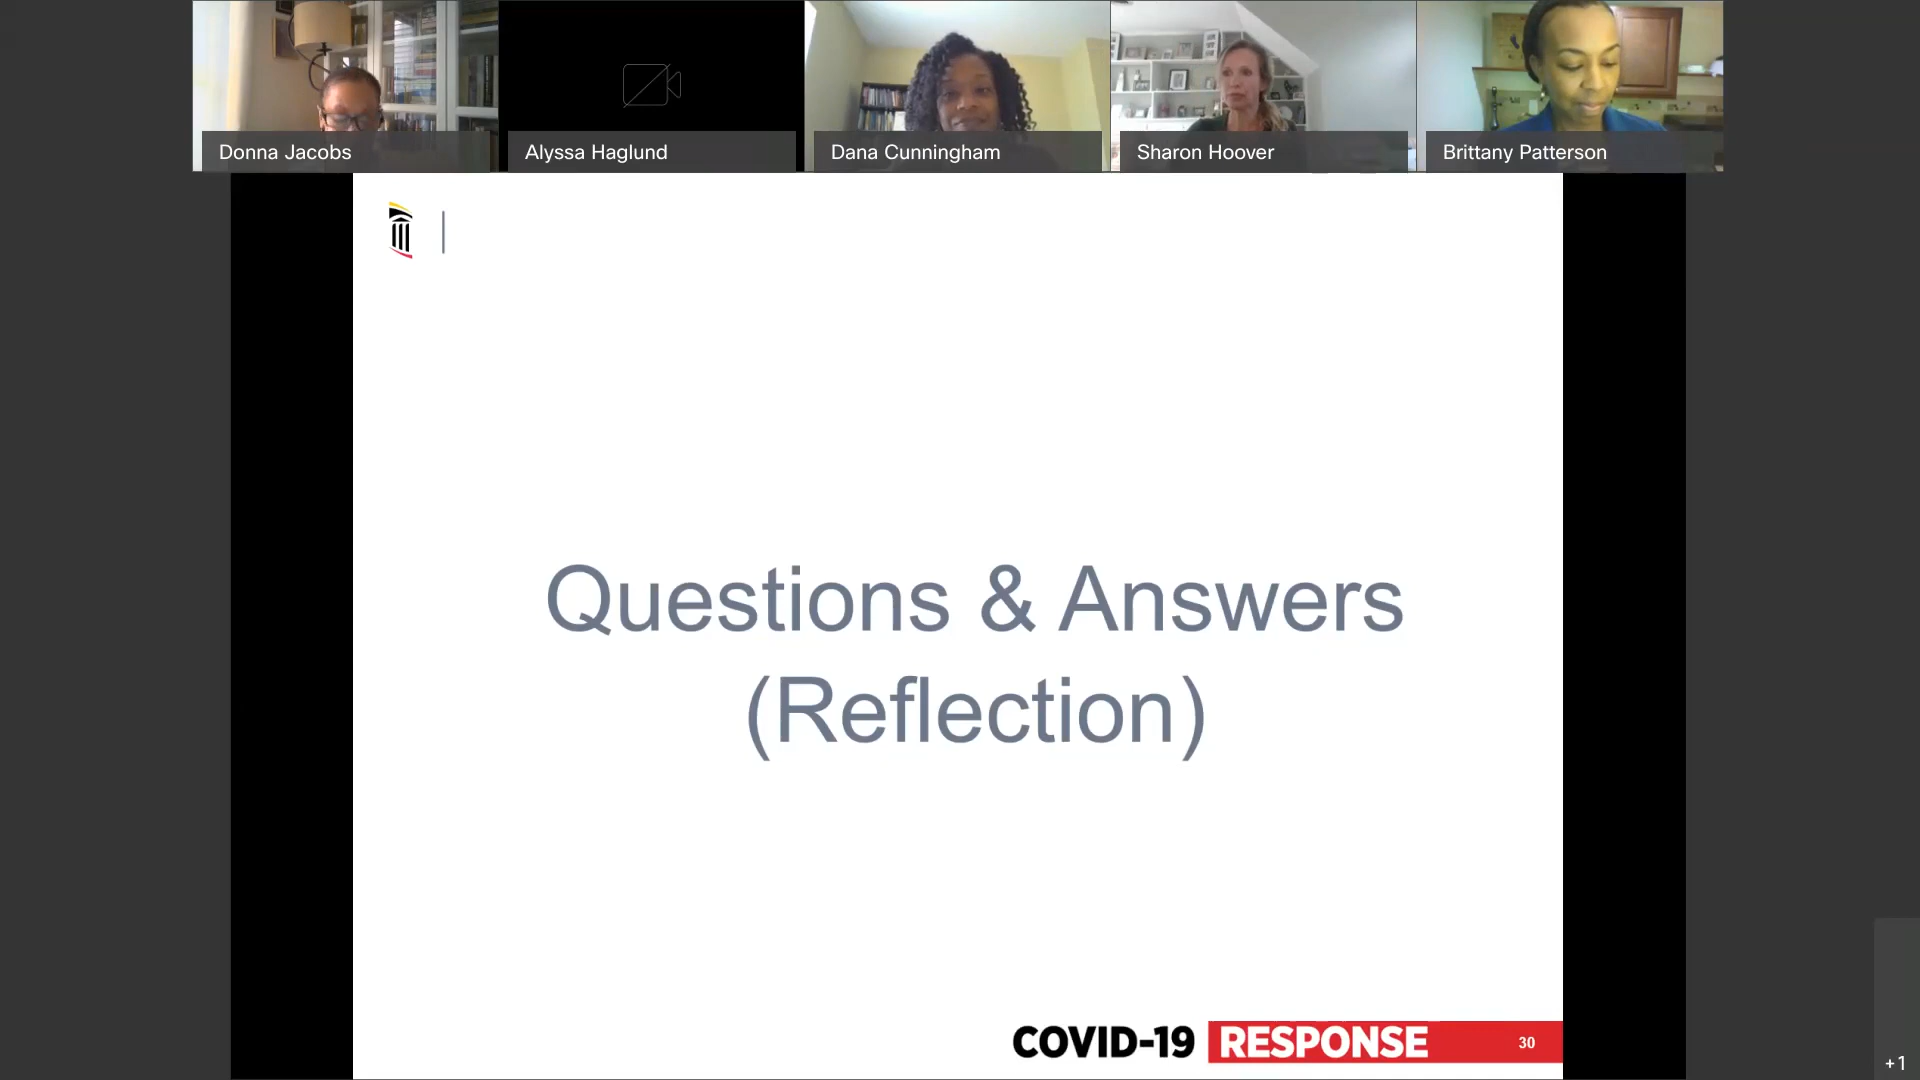 Donna Jacobs
Alyssa Haglund
Dana Cunningham
Sharon Hoover
Brittany Patterson
Questions & Answers
(Reflection)
COVID-19 RESPONSE 30
+1